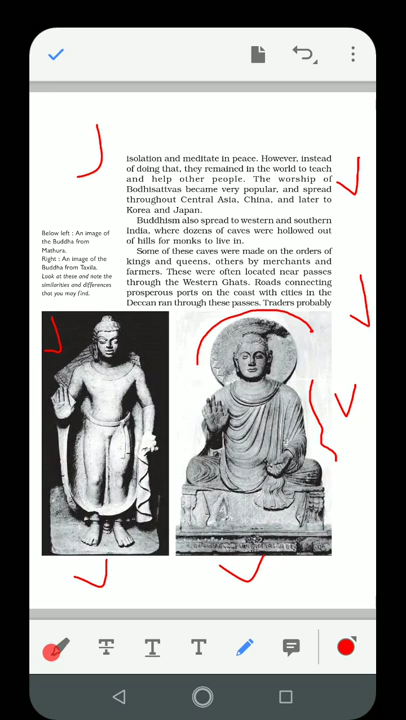 isolation and meditate in peace. However, instead
of doing that, they remained in the world to teach
and help other people. The worship of
Bodhisattvas became very popular, and spread
throughout Central Asia, China, and later to
Korea and Japan.
Buddhism also spread to western and southern
India, where dozens of caves were hollowed out
of hills for monks to live in.
Some of these caves were made on the orders of
kings and queens, others by merchants and
farmers. These were often located near passes
through the Western Ghats. Roads connecting
prosperous ports on the coast with cities in the
Deccan ran through these passes. Traders probably
Below left : An image of
the Buddha from
Mathura.
Right : An image of the
Buddha from Taxila.
Look at these and note the
similarities and differences
that you may find.
T
T
T